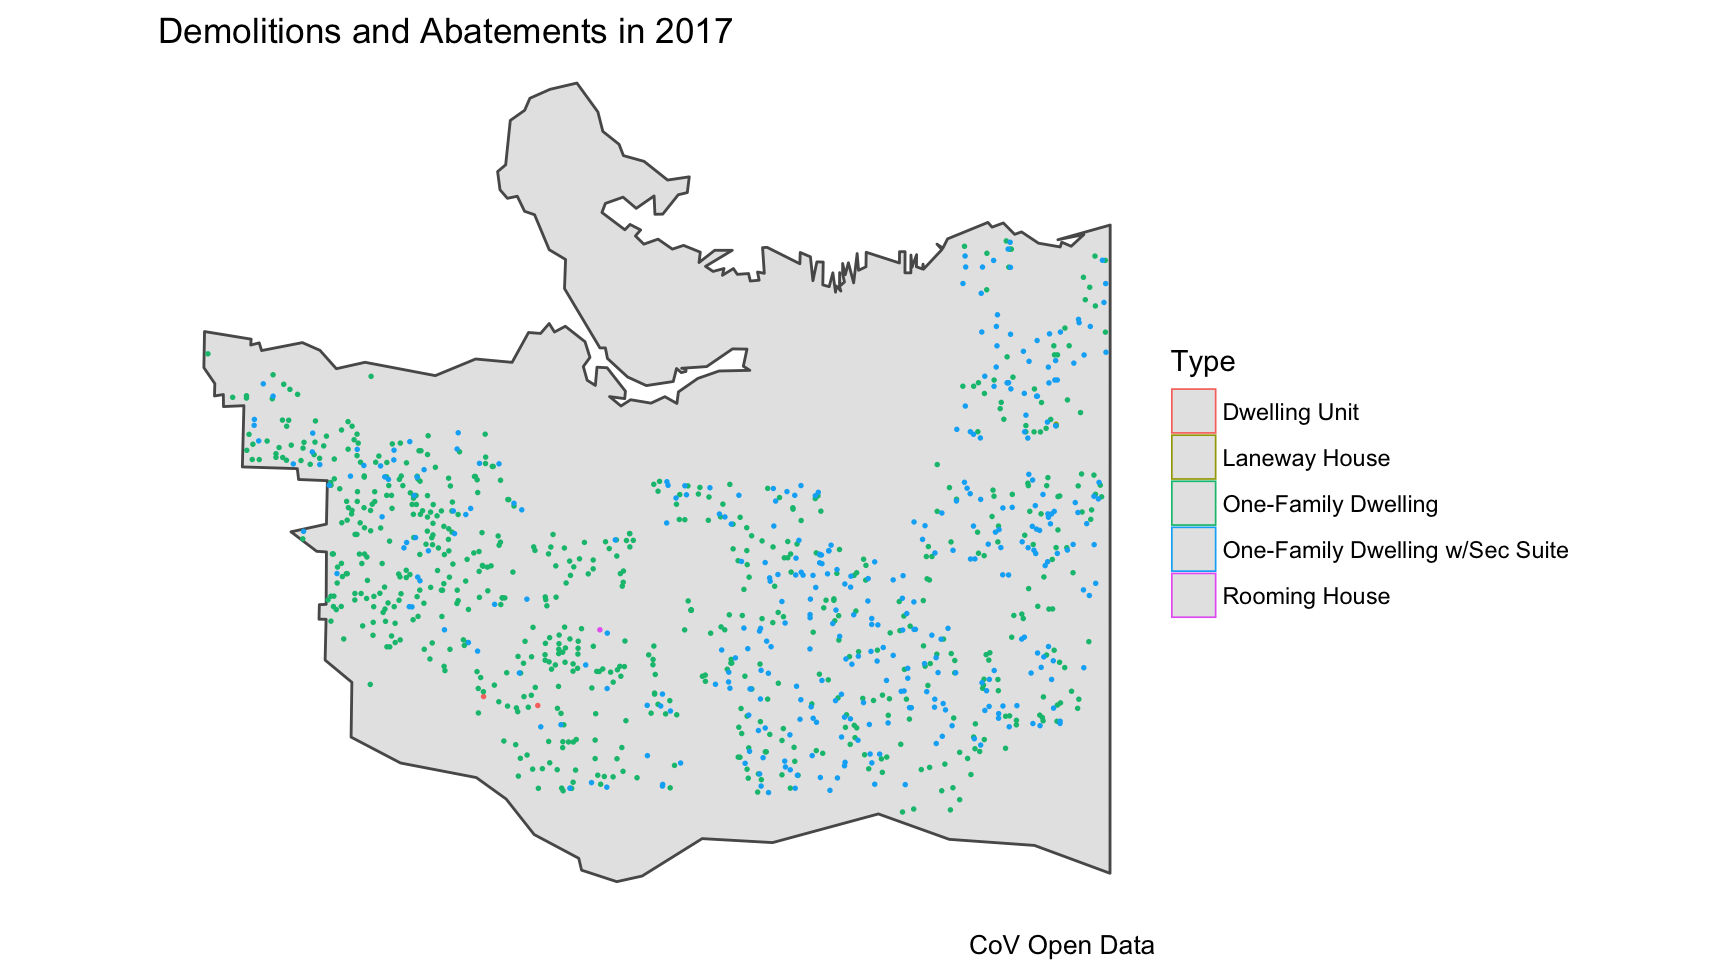 Demolitions and Abatements in 2017
Type
Dwelling Unit
Laneway House
One-Family Dwelling
One-Family Dwelling w/Sec Suite
Rooming House
CoV Open Data